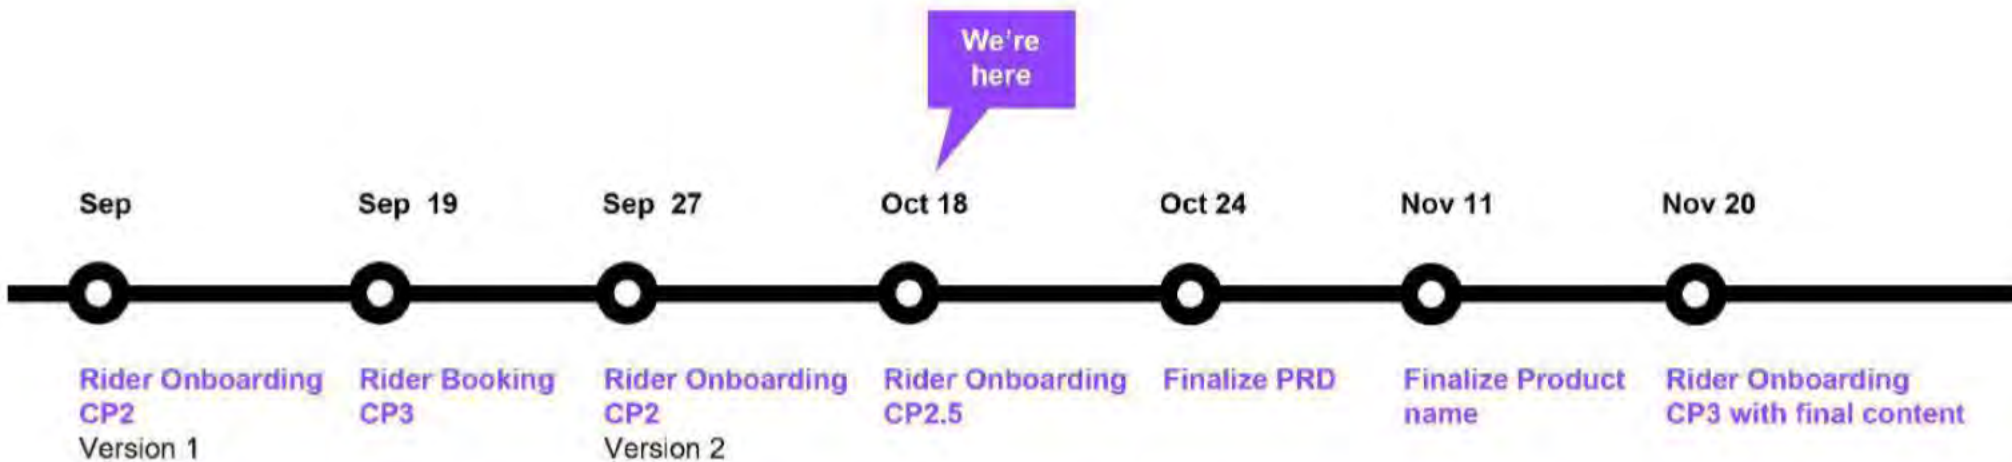 We're
here
Sep
Sep 19
Sep 27
Oct 18
Oct 24
Nov 11
Nov 20
Rider Onboarding
CP2
Version 1
Rider Booking
CP3
Rider Onboarding
CP2
Version 2
Rider Onboarding
CP2.5
Finalize PRD
Finalize Product
name
Rider Onboarding
CP3 with final content